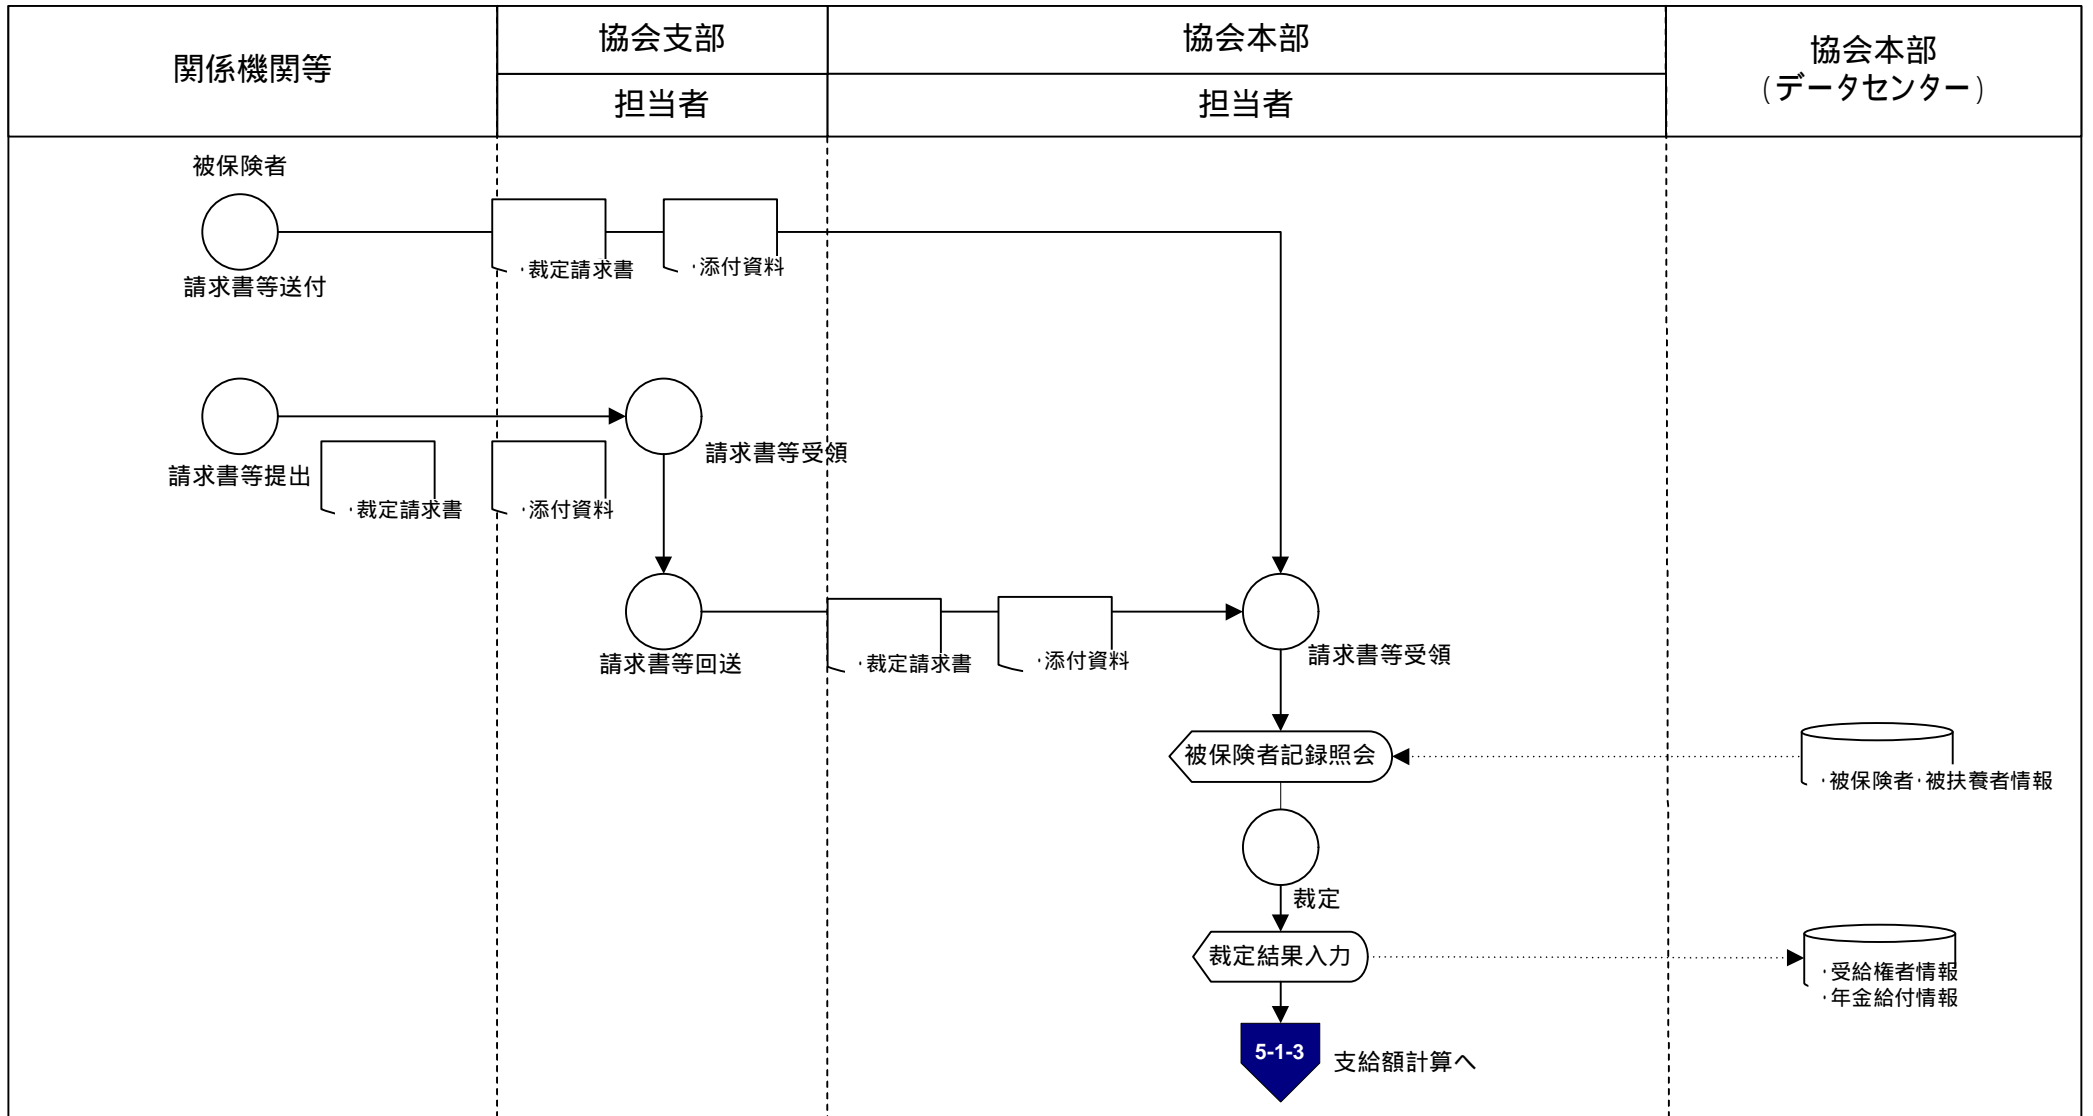 関係機関等
協会支部
協会本部
協会本部
(データセンター)
担当者
担当者
被保険者
請求書等送付
・裁定請求書
・添付資料
請求書等提出
・裁定請求書
・添付資料
請求書等受領
請求書等回送
・裁定請求書
・添付資料
請求書等受領
被保険者記録照会
・被保険者・被扶養者情報
裁定
裁定結果入力
・受給権者情報
・年金給付情報
5-1-3
支給額計算へ